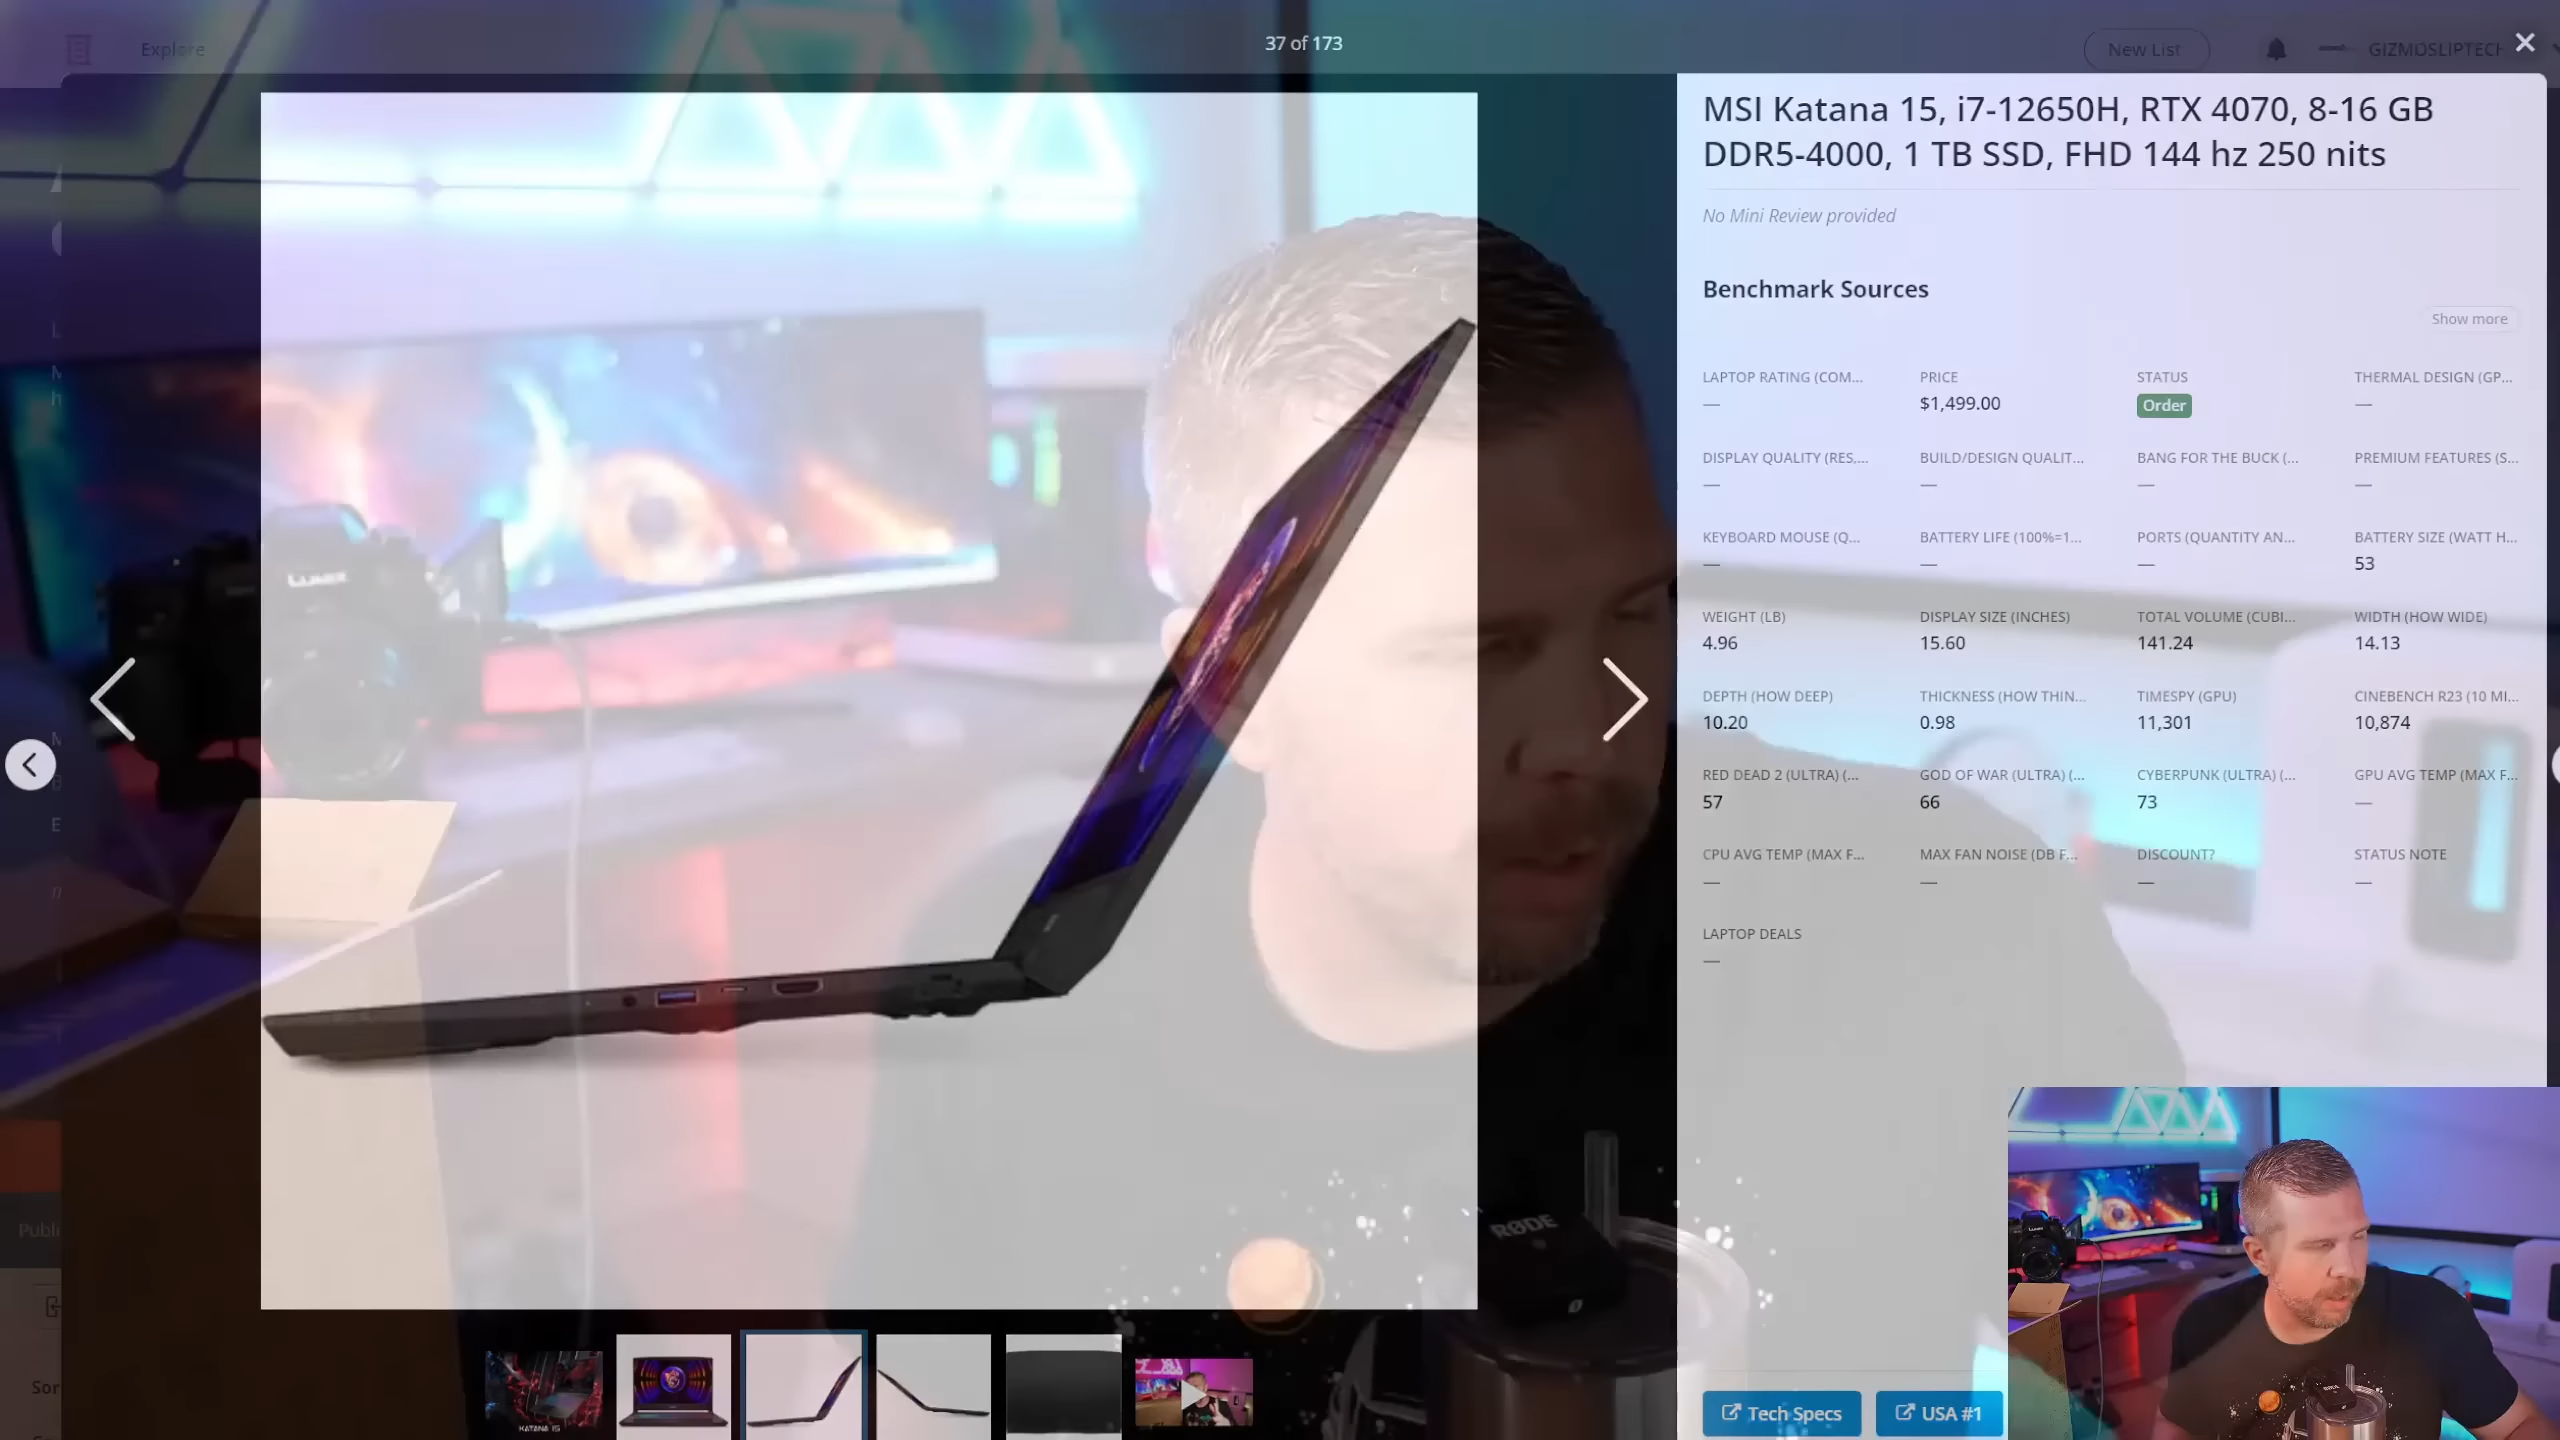 Explore
37 of 173
New List
GIZMOSLIPTECH
MSI Katana 15, i7-12650H, RTX 4070, 8-16 GB
DDR5-4000, 1 TB SSD, FHD 144 hz 250 nits
No Mini Review provided
Benchmark Sources
Show more
LAPTOP RATING (COM...
PRICE
STATUS
THERMAL DESIGN (GP...
—
$1,499.00
Order
—
DISPLAY QUALITY (RES,...
BUILD/DESIGN QUALIT...
BANG FOR THE BUCK (...
PREMIUM FEATURES (S...
—
—
—
—
KEYBOARD MOUSE (Q...
BATTERY LIFE (100%=1...
PORTS (QUANTITY AN...
BATTERY SIZE (WATT H...
—
—
—
53
WEIGHT (LB)
DISPLAY SIZE (INCHES)
TOTAL VOLUME (CUBI...
WIDTH (HOW WIDE)
4.96
15.60
141.24
14.13
DEPTH (HOW DEEP)
THICKNESS (HOW THIN...
TIMESPY (GPU)
CINEBENCH R23 (10 MI...
10.20
0.98
11,301
10,874
RED DEAD 2 (ULTRA) (...
GOD OF WAR (ULTRA) (...
CYBERPUNK (ULTRA) (...
GPU AVG TEMP (MAX F...
57
66
73
—
CPU AVG TEMP (MAX F...
MAX FAN NOISE (DB F...
DISCOUNT?
STATUS NOTE
—
—
—
—
LAPTOP DEALS
—
LUMIX
RØDE
Publi
Sor
KATANA 15
Tech Specs
USA #1
LUMIX
RØDE